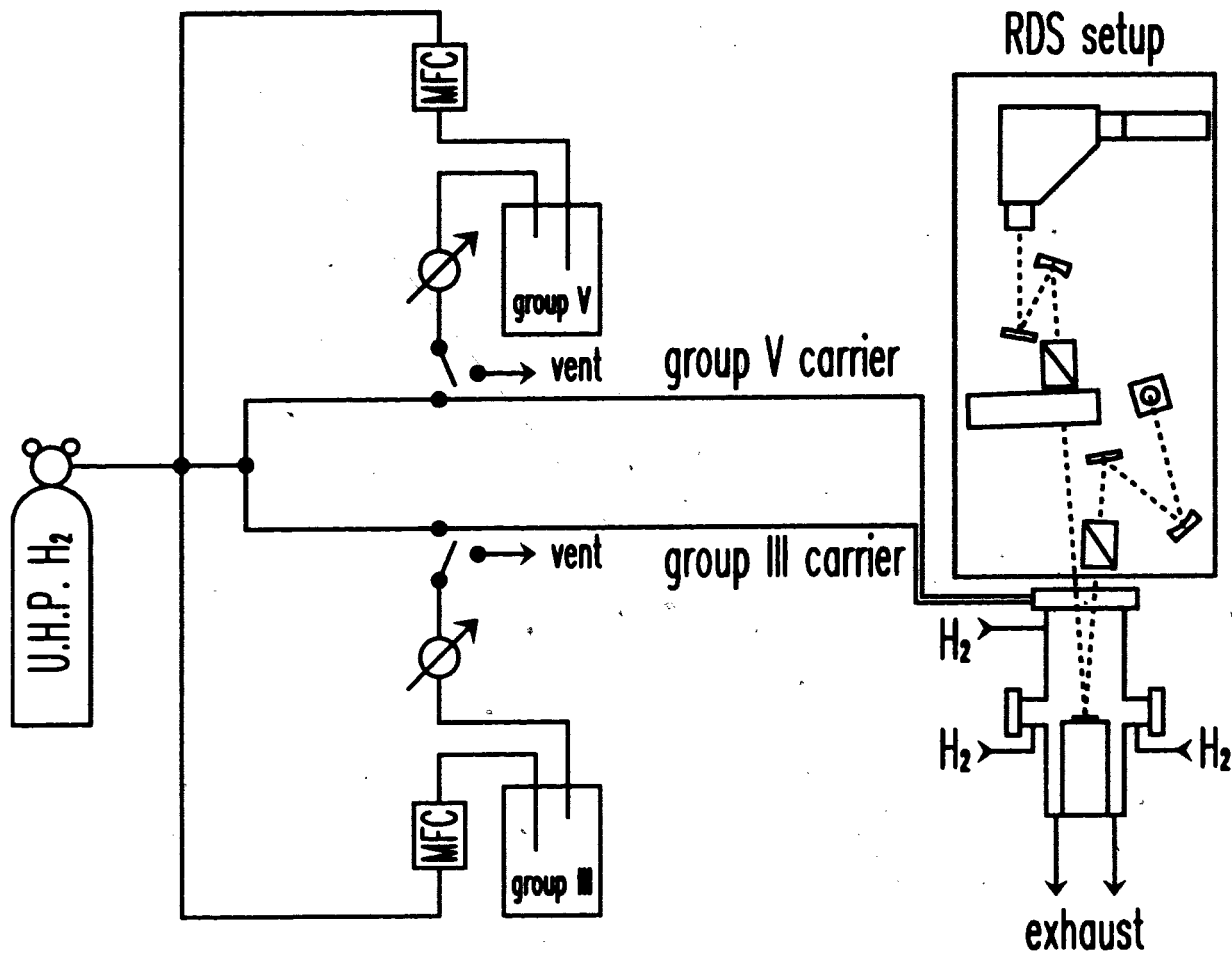 RDS setup
MFC
group V
vent
group V carrier
U.H.P. H₂
vent
group III carrier
H₂
H₂
H₂
MFC
group III
exhaust